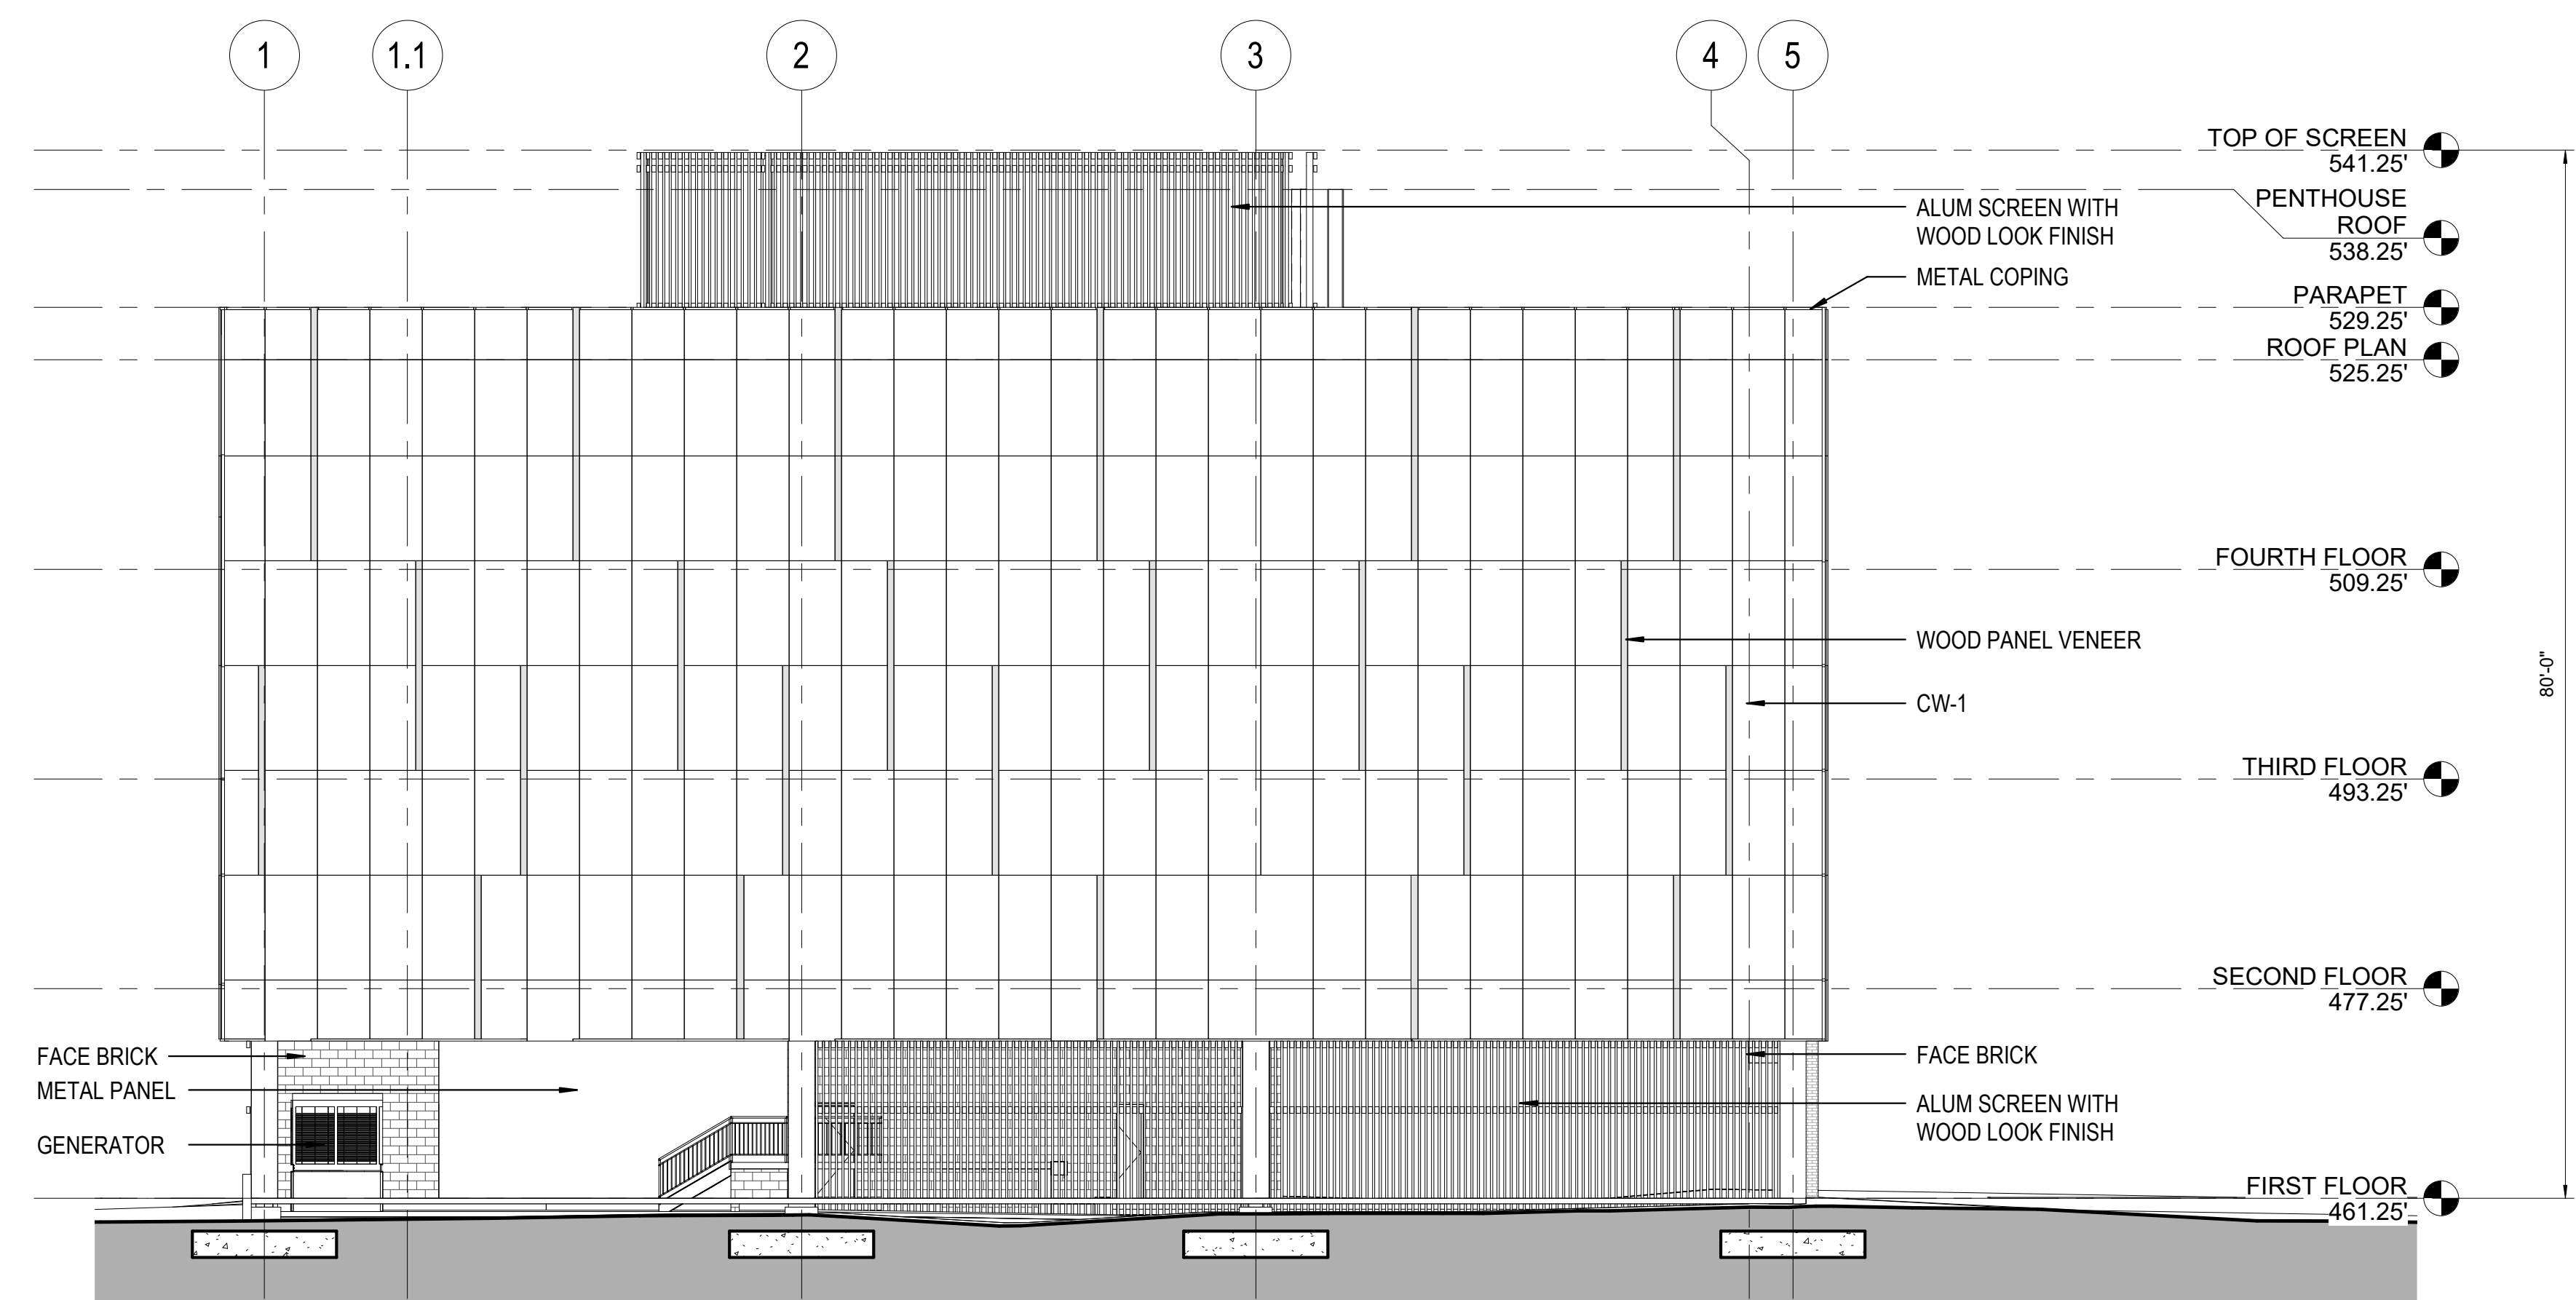 1
1.1
2
3
4
5
TOP OF SCREEN
541.25'
ALUM SCREEN WITH
WOOD LOOK FINISH
PENTHOUSE
ROOF
538.25'
METAL COPING
PARAPET
529.25'
ROOF PLAN
525.25'
FOURTH FLOOR
509.25'
WOOD PANEL VENEER
CW-1
80'-0"
THIRD FLOOR
493.25'
SECOND FLOOR
477.25'
FACE BRICK
METAL PANEL
GENERATOR
FACE BRICK
ALUM SCREEN WITH
WOOD LOOK FINISH
FIRST FLOOR
461.25'